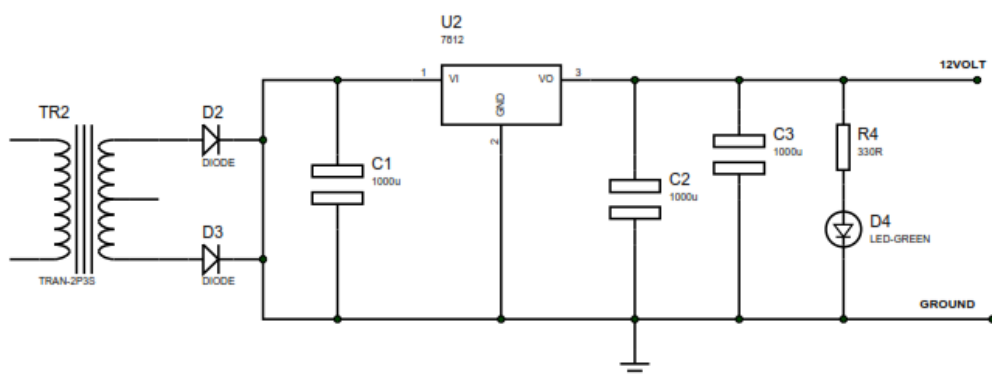 U2
7812
1
VI
VO
3
GND
2
12VOLT
TR2
TRAN-2P3S
D2
DIODE
D3
DIODE
C1
1000u
C2
1000u
C3
1000u
R4
330R
D4
LED-GREEN
GROUND